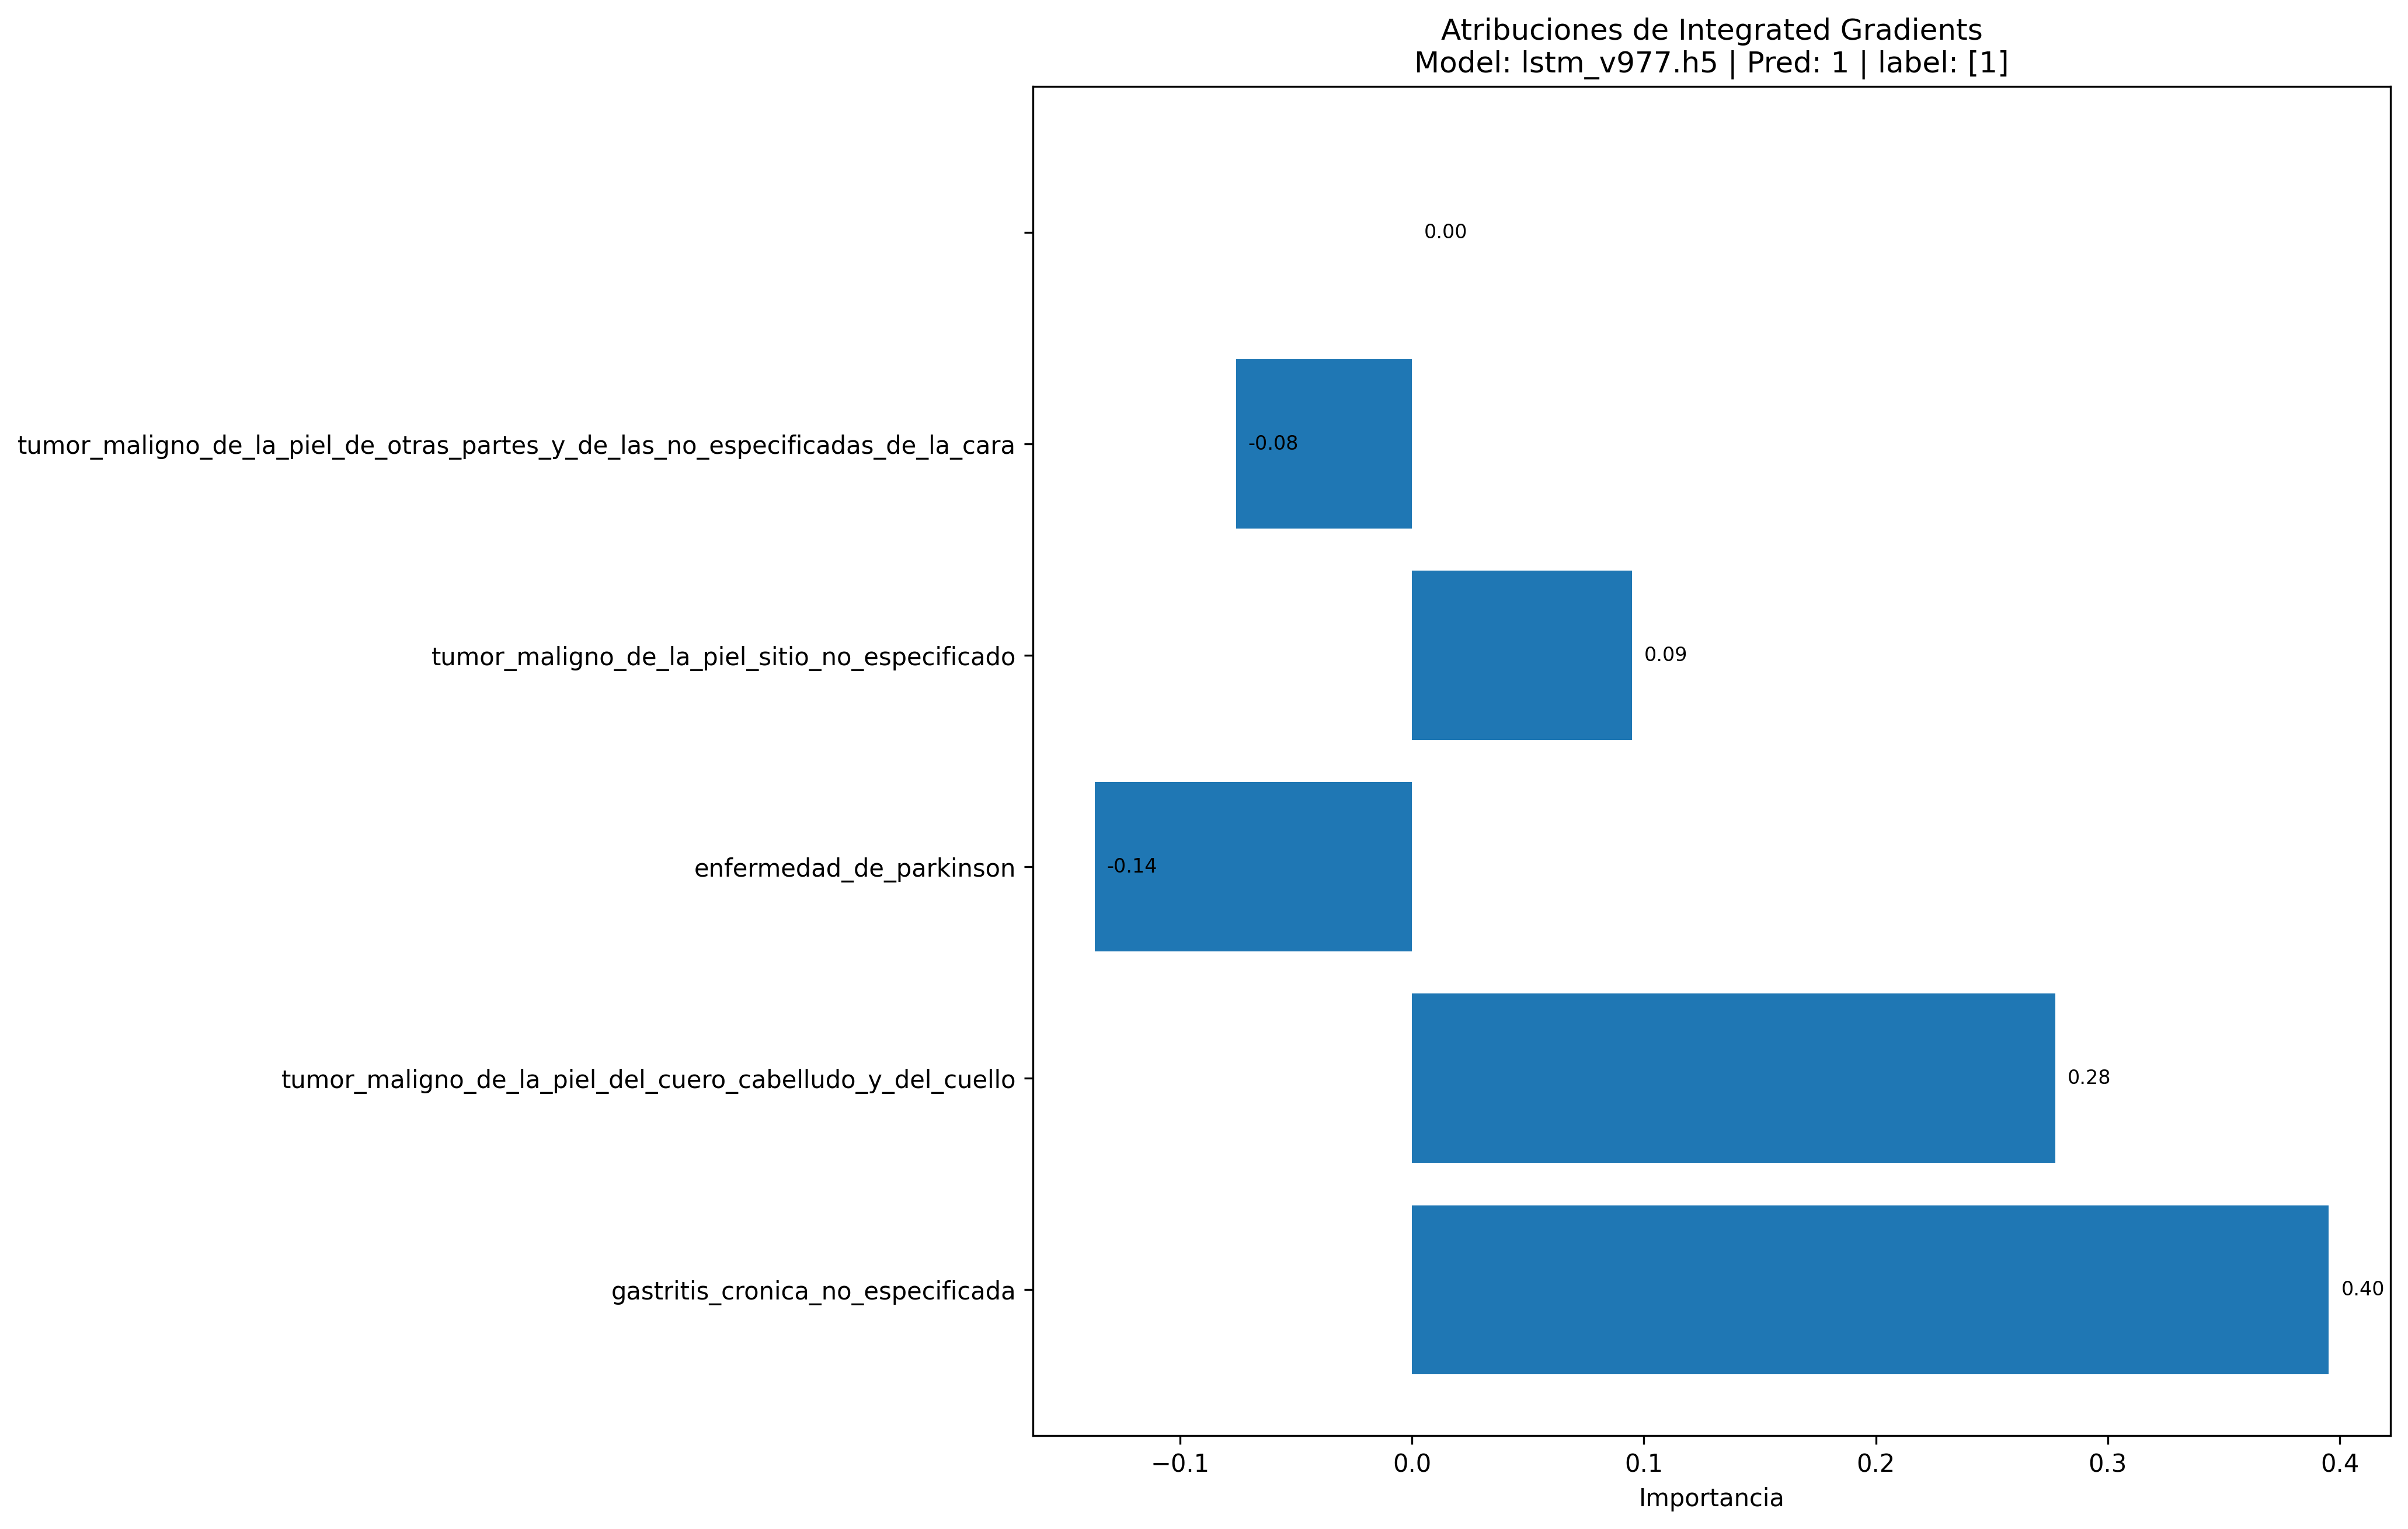 Atribuciones de Integrated Gradients
Model: lstm_v977.h5 | Pred: 1 | label: [1]
0.00
tumor_maligno_de_la_piel_de_otras_partes_y_de_las_no_especificadas_de_la_cara
-0.08
tumor_maligno_de_la_piel_sitio_no_especificado
0.09
enfermedad_de_parkinson
-0.14
tumor_maligno_de_la_piel_del_cuero_cabelludo_y_del_cuello
0.28
gastritis_cronica_no_especificada
0.40
−0.1 0.0 0.1 0.2 0.3 0.4
Importancia